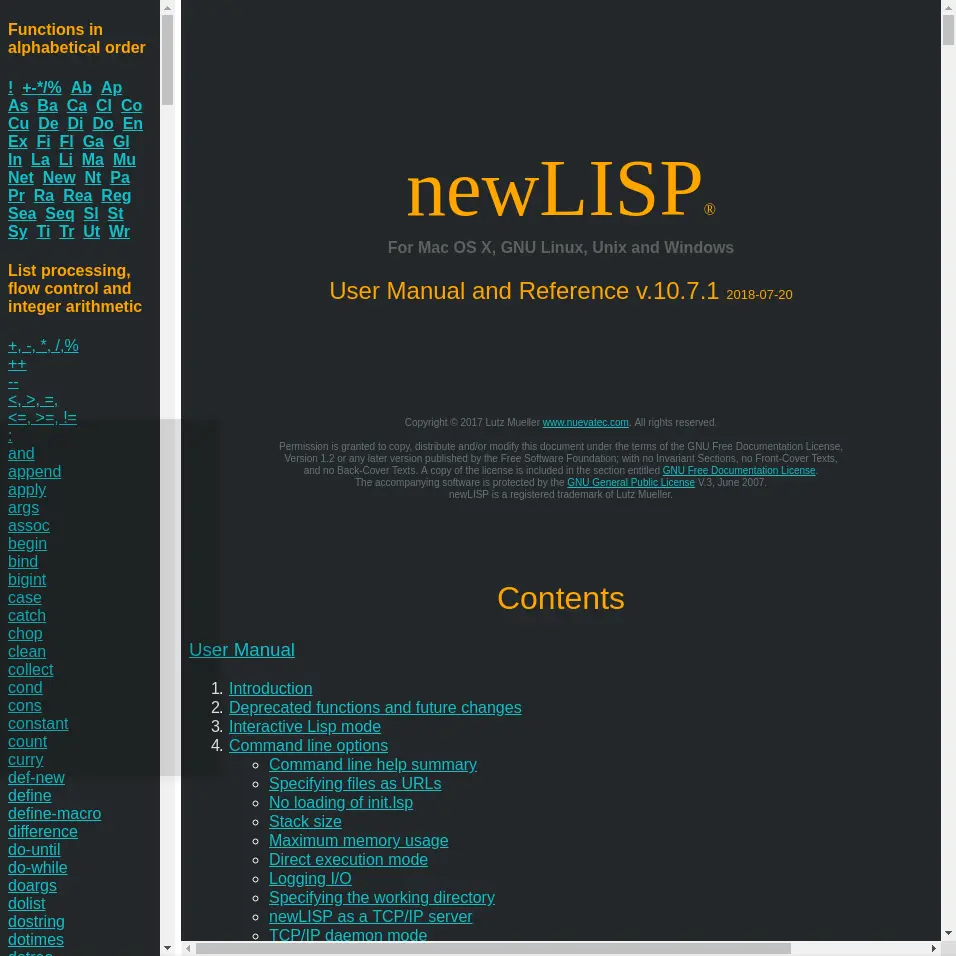 Functions in
alphabetical order
! +-*/% Ab Ap
As Ba Ca Cl Co
Cu De Di Do En
Ex Fi Fl Ga Gl
In La Li Ma Mu
Net New Nt Pa
Pr Ra Rea Reg
Sea Seq Sl St
Sy Ti Tr Ut Wr
List processing,
flow control and
integer arithmetic
+, -, *, /,%
++
--
<, >, =,
<=, >=, !=
:
and
append
apply
args
assoc
begin
bind
bigint
case
catch
chop
clean
collect
cond
cons
constant
count
curry
def-new
define
define-macro
difference
do-until
do-while
doargs
dolist
dostring
dotimes
newLISP®
For Mac OS X, GNU Linux, Unix and Windows
User Manual and Reference v.10.7.1 2018-07-20
Copyright © 2017 Lutz Mueller www.nuevatec.com. All rights reserved.
Permission is granted to copy, distribute and/or modify this document under the terms of the GNU Free Documentation License,
Version 1.2 or any later version published by the Free Software Foundation; with no Invariant Sections, no Front-Cover Texts,
and no Back-Cover Texts. A copy of the license is included in the section entitled GNU Free Documentation License.
The accompanying software is protected by the GNU General Public License V.3, June 2007.
newLISP is a registered trademark of Lutz Mueller.
Contents
User Manual
1. Introduction
2. Deprecated functions and future changes
3. Interactive Lisp mode
4. Command line options
Command line help summary
Specifying files as URLs
No loading of init.lsp
Stack size
Maximum memory usage
Direct execution mode
Logging I/O
Specifying the working directory
newLISP as a TCP/IP server
TCP/IP daemon mode